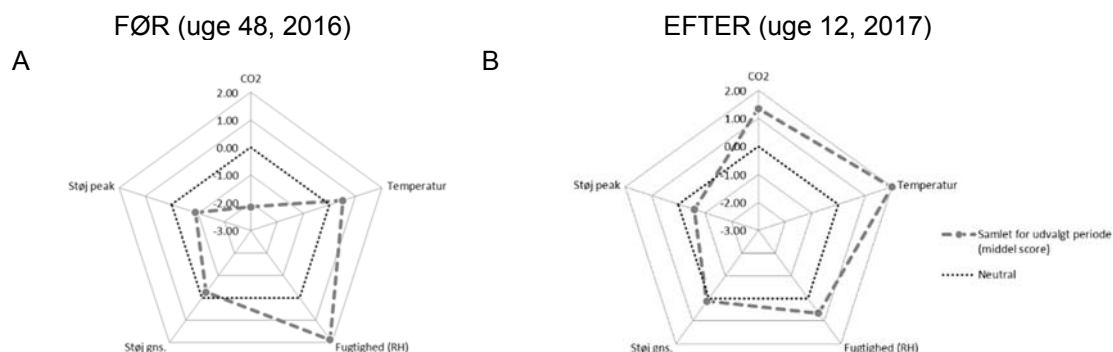 FØR (uge 48, 2016)
EFTER (uge 12, 2017)
A
B
CO2
2.00
1.00
0.00
-1.00
-2.00
-3.00
Støj peak
Temperatur
Støj gns.
Fugtighed (RH)
CO2
2.00
1.00
0.00
-1.00
-2.00
-3.00
Støj peak
Temperatur
Støj gns.
Fugtighed (RH)
Samlet for udvalgt periode
(middel score)
Neutral